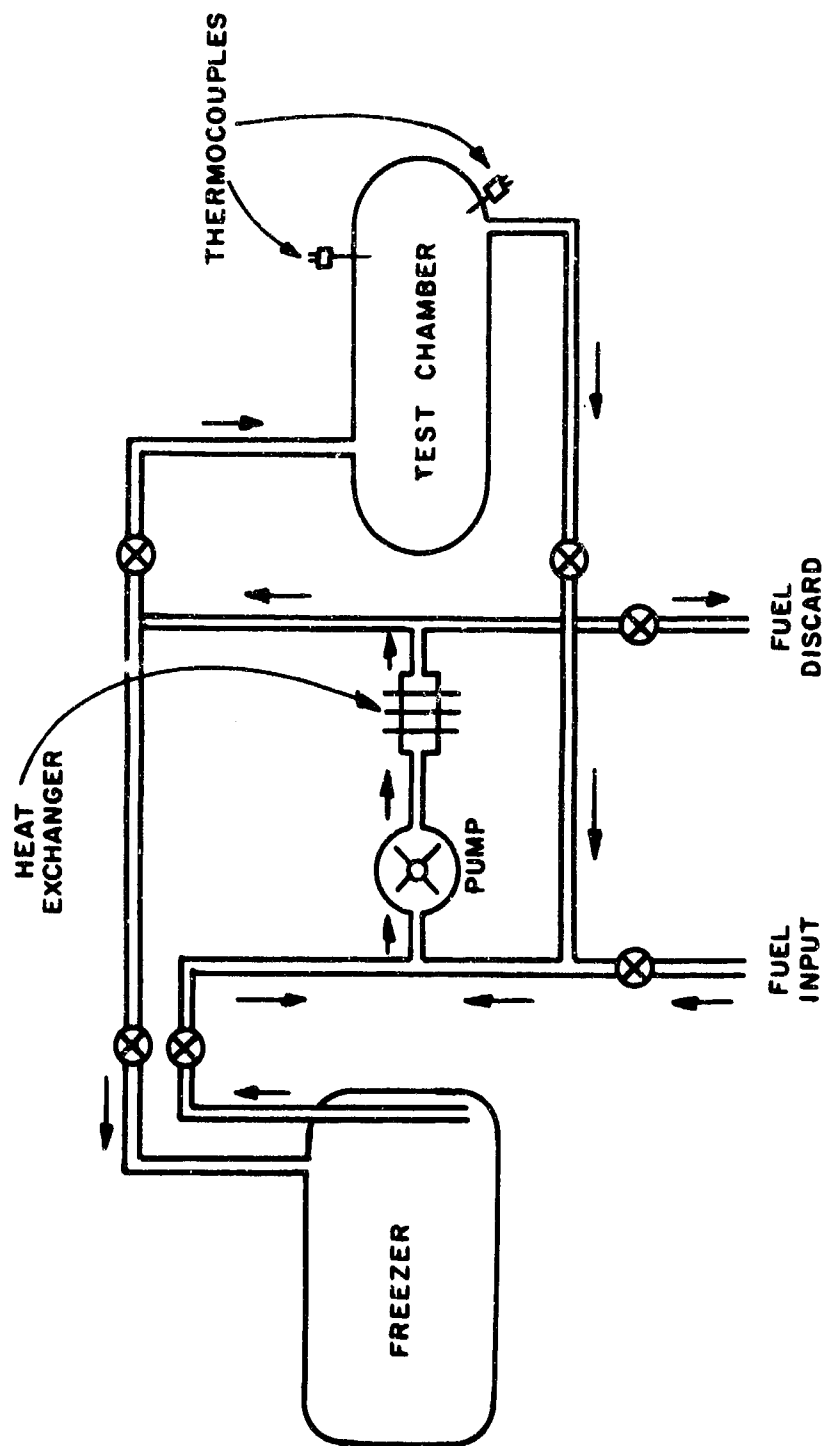 THERMOCOUPLES
HEAT
EXCHANGER
TEST CHAMBER
PUMP
FREEZER
FUEL
INPUT
FUEL
DISCARD